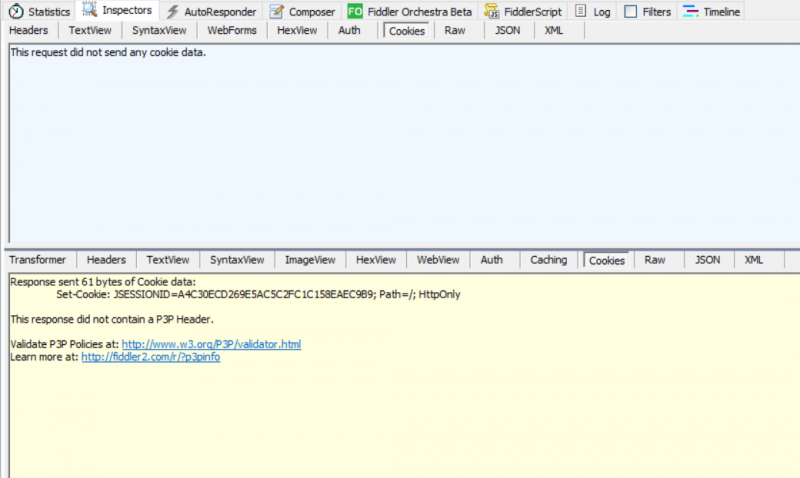 Statistics Inspectors AutoResponder Composer FO Fiddler Orchestra Beta JS FiddlerScript Log Filters Timeline
Headers TextView SyntaxView WebForms HexView Auth Cookies Raw JSON XML
This request did not send any cookie data.
Transformer Headers TextView SyntaxView ImageView HexView WebView Auth Caching Cookies Raw JSON XML
Response sent 61 bytes of Cookie data:
Set-Cookie: JSESSIONID=A4C30ECD269E5AC5C2FC1C158EAEC9B9; Path=/; HttpOnly
This response did not contain a P3P Header.
Validate P3P Policies at: http://www.w3.org/P3P/validator.html
Learn more at: http://fiddler2.com/r/?p3pinfo